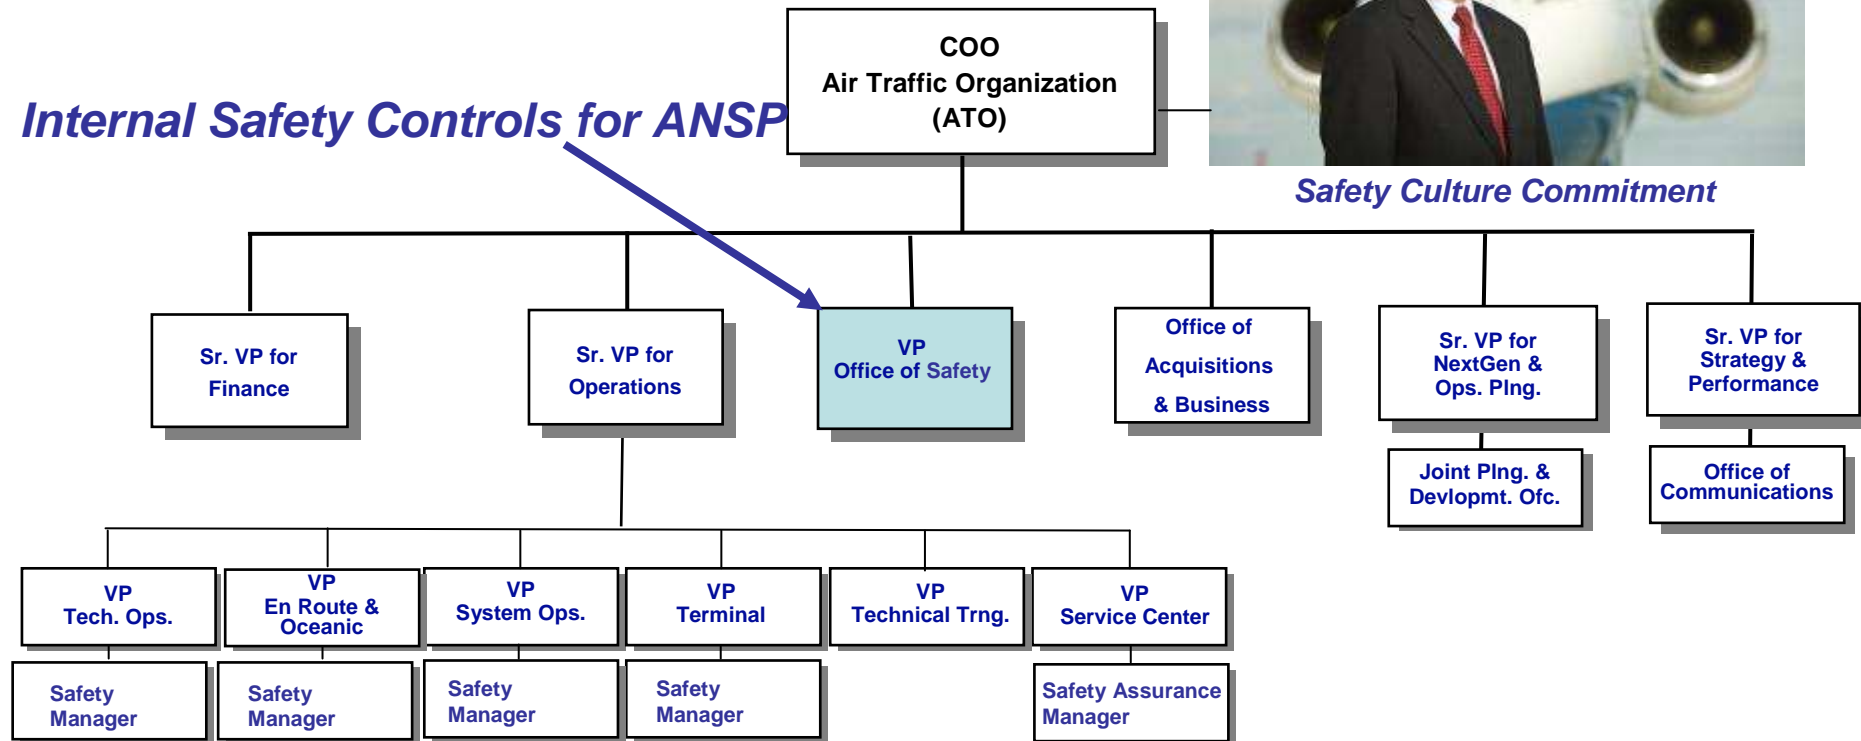 COO
Air Traffic Organization
(ATO)
Internal Safety Controls for ANSP
Safety Culture Commitment
Sr. VP for
Finance
Sr. VP for
Operations
VP
Office of Safety
Office of
Acquisitions
& Business
Sr. VP for
NextGen &
Ops. Plng.
Sr. VP for
Strategy &
Performance
Joint Plng. &
Devlopmt. Ofc.
Office of
Communications
VP
Tech. Ops.
VP
En Route &
Oceanic
VP
System Ops.
VP
Terminal
VP
Technical Trng.
VP
Service Center
Safety
Manager
Safety
Manager
Safety
Manager
Safety
Manager
Safety Assurance
Manager